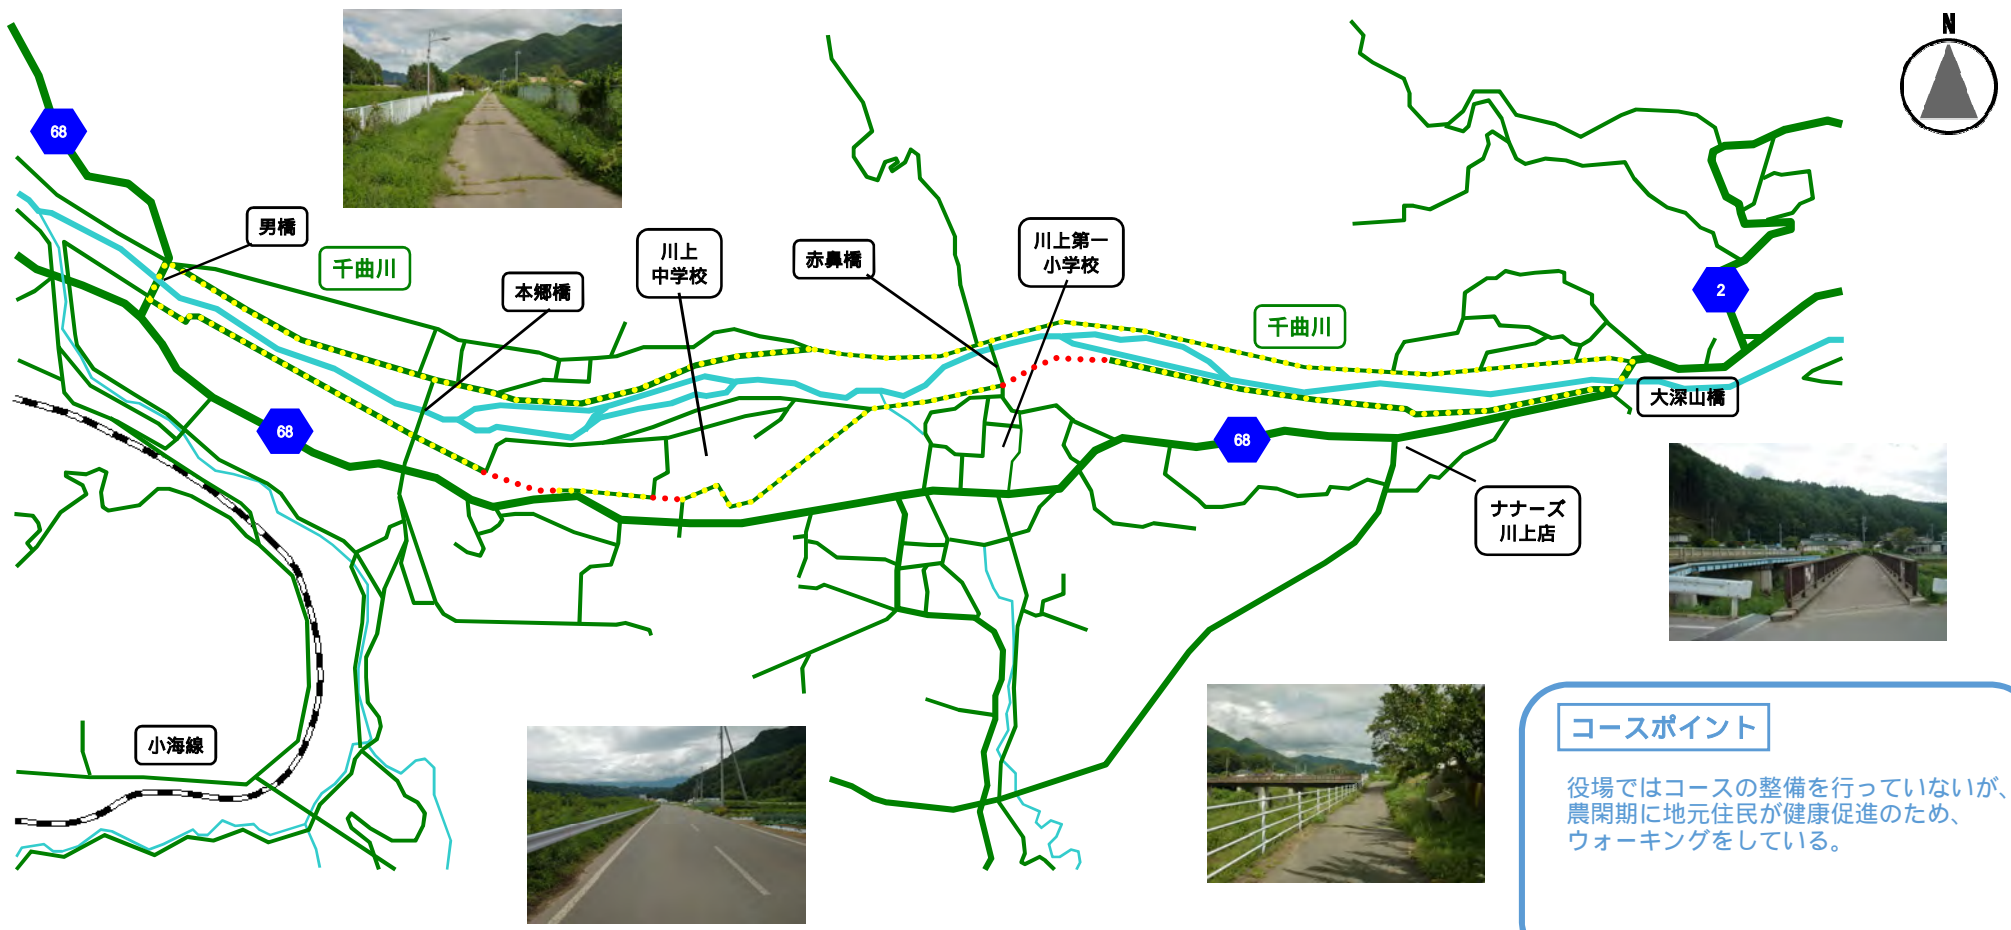 N
68
男橋
千曲川
本郷橋
川上
中学校
赤鼻橋
川上第一
小学校
千曲川
2
大深山橋
68
68
ナナーズ
川上店
小海線
コースポイント
役場ではコースの整備を行っていないが、
農閑期に地元住民が健康促進のため、
ウォーキングをしている。